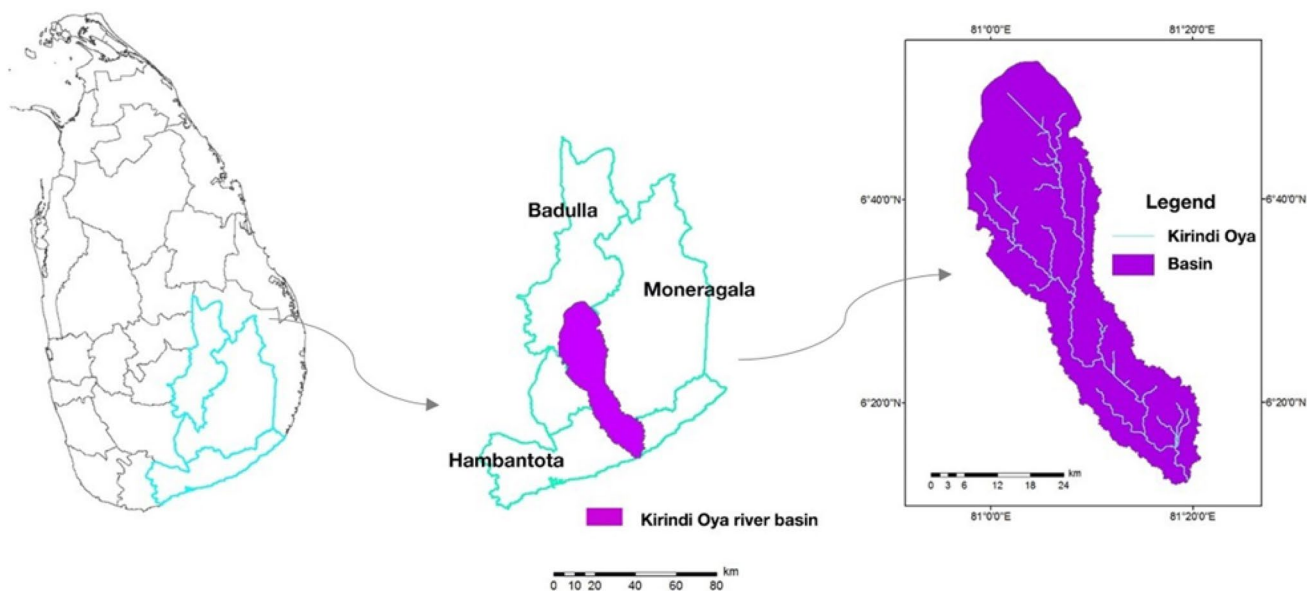 Badulla
Moneragala
Hambantota
Kirindi Oya river basin
0 10 20 40 60 80 km
81°0'0"E 81°20'0"E
6°40'0"N 6°40'0"N
Legend
Kirindi Oya
Basin
6°20'0"N 6°20'0"N
km
0 3 6 12 18 24
81°0'0"E 81°20'0"E